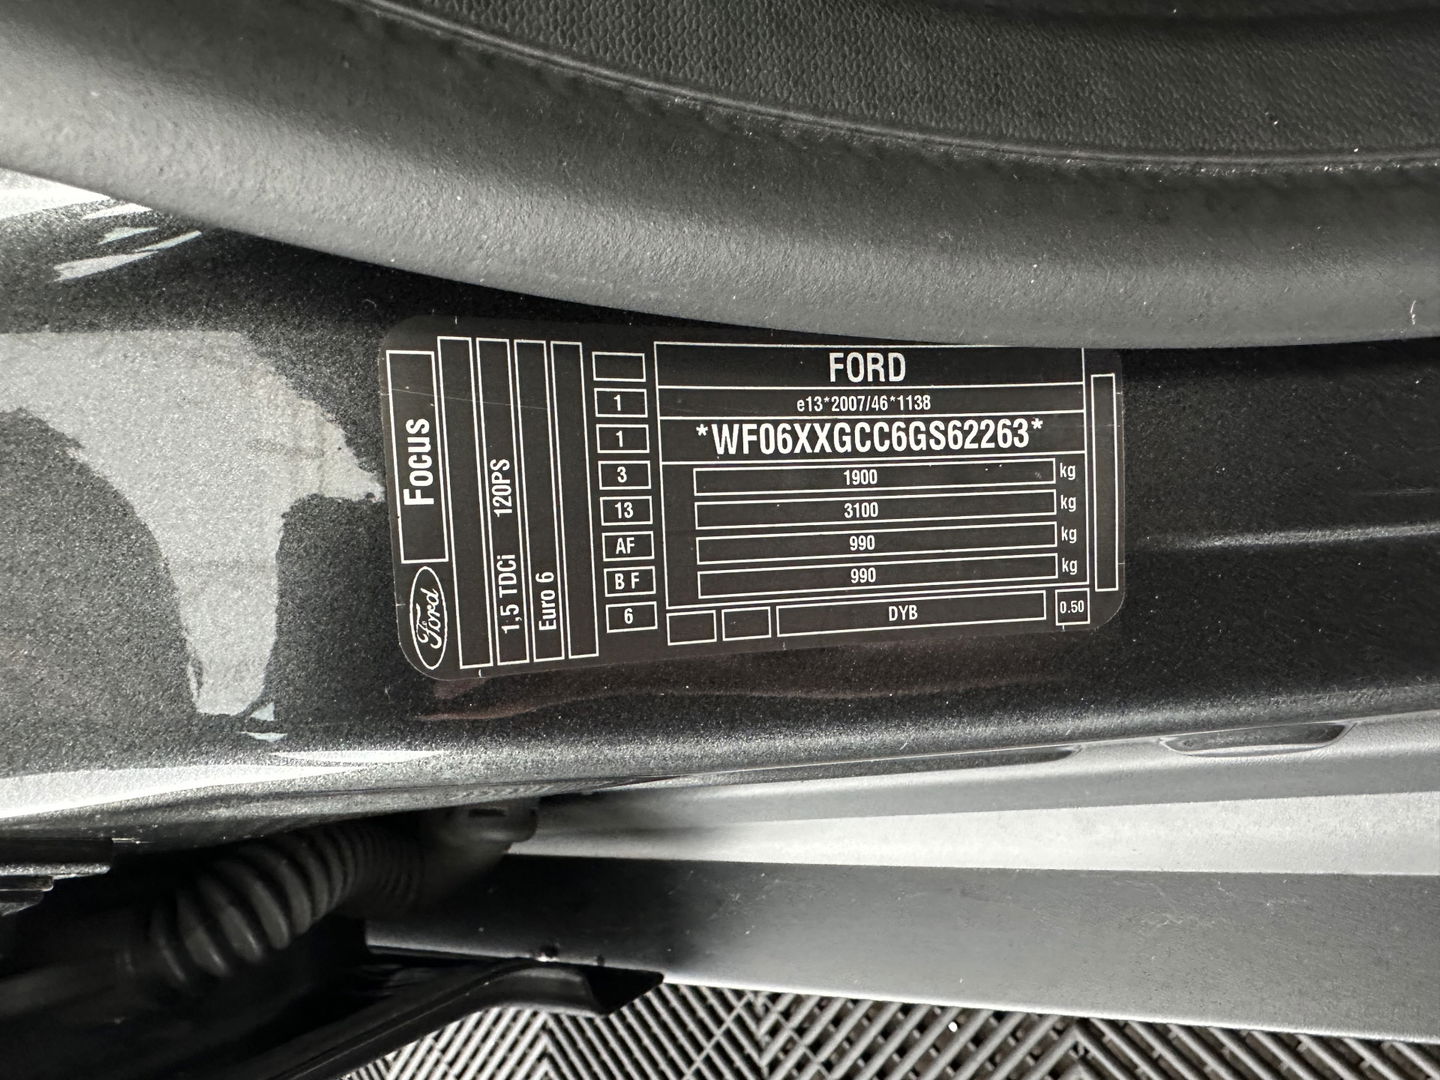 Ford
Focus
1,5 TDCi 120PS
Euro 6
1
1
3
13
AF
B F
6
FORD
e13*2007/46*1138
*WF06XXGCC6GS62263*
1900 kg
3100 kg
990 kg
990 kg
DYB
0.50